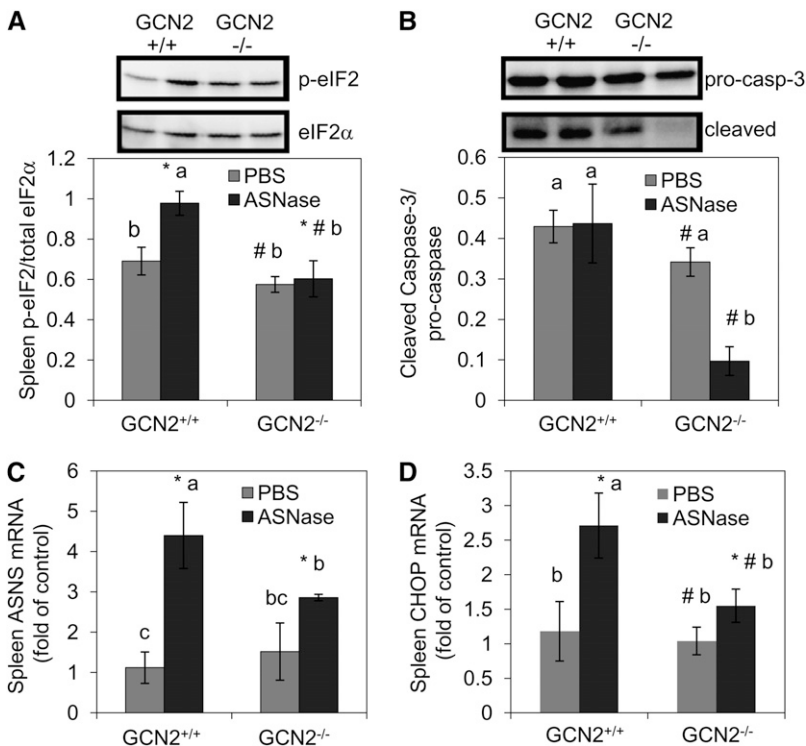 A
GCN2 GCN2
+/+ -/-
p-eIF2
eIF2α
Spleen p-eIF2/total eIF2α
1.2
1
0.8
0.6
0.4
0.2
0
PBS
ASNase
b
* a
# b
* # b
GCN2+/+ GCN2-/-
B
GCN2 GCN2
+/+ -/-
pro-casp-3
cleaved
Cleaved Caspase-3/
pro-caspase
0.6
0.5
0.4
0.3
0.2
0.1
0
PBS
ASNase
a a
# a
# b
GCN2+/+ GCN2-/-
C
Spleen ASNS mRNA
(fold of control)
6
5
4
3
2
1
0
PBS
ASNase
c
* a
bc
* b
GCN2+/+ GCN2-/-
D
Spleen CHOP mRNA
(fold of control)
3.5
3
2.5
2
1.5
1
0.5
0
PBS
ASNase
b
* a
# b
* # b
GCN2+/+ GCN2-/-